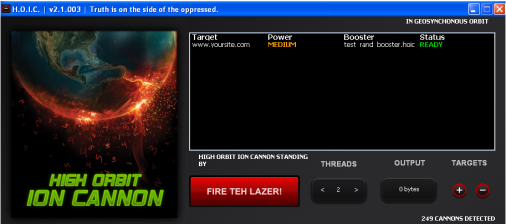 H.O.I.C. | v2.1.003 | Truth is on the side of the oppressed.
IN GEOSYNCHONOUS ORBIT
Target Power Booster Status
www.yoursite.com MEDIUM test rand booster.hoic READY
HIGH ORBIT
ION CANNON
HIGH ORBIT ION CANNON STANDING
BY
THREADS OUTPUT TARGETS
FIRE TEH LAZER!
< 2 >
0 bytes
249 CANNONS DETECTED